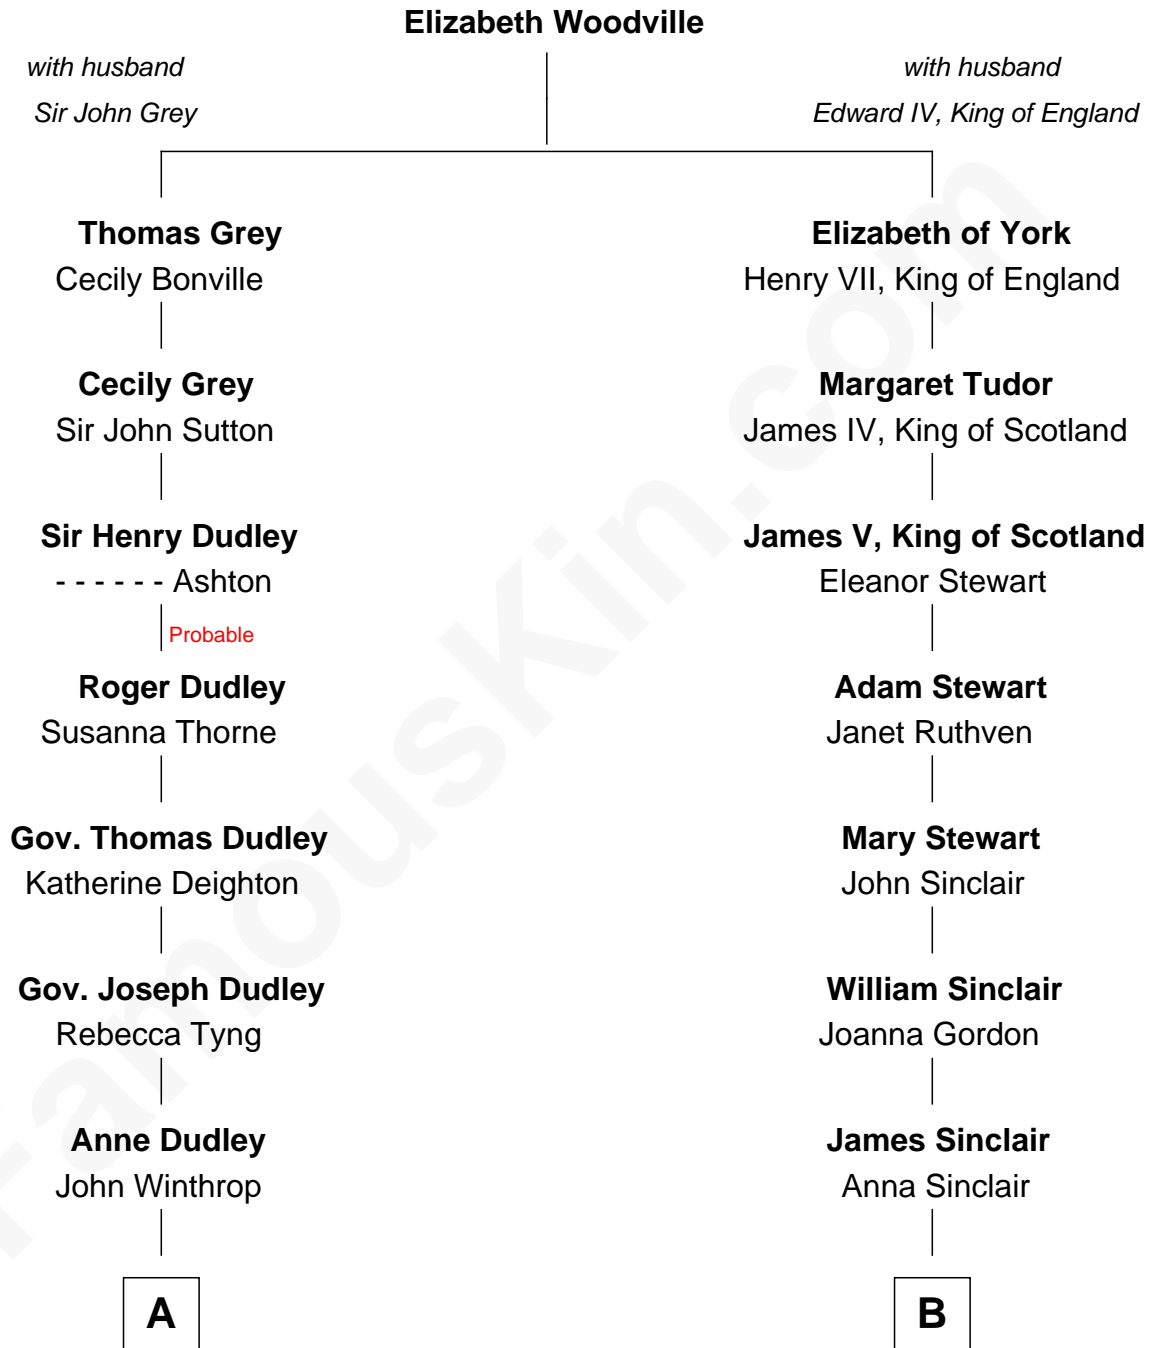 Elizabeth Woodville
with husband
Sir John Grey
with husband
Edward IV, King of England
Thomas Grey
Cecily Bonville
Elizabeth of York
Henry VII, King of England
Cecily Grey
Sir John Sutton
Margaret Tudor
James IV, King of Scotland
Sir Henry Dudley
- - - - - - Ashton
James V, King of Scotland
Eleanor Stewart
Probable
Roger Dudley
Susanna Thorne
Adam Stewart
Janet Ruthven
Gov. Thomas Dudley
Katherine Deighton
Mary Stewart
John Sinclair
Gov. Joseph Dudley
Rebecca Tyng
William Sinclair
Joanna Gordon
Anne Dudley
John Winthrop
James Sinclair
Anna Sinclair
A
B
FamousKin.com